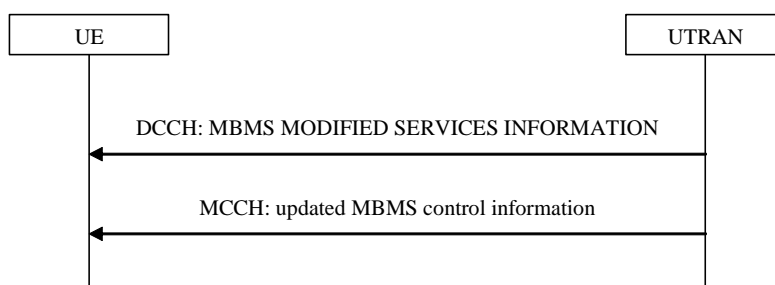 UE
UTRAN
DCCH: MBMS MODIFIED SERVICES INFORMATION
MCCH: updated MBMS control information